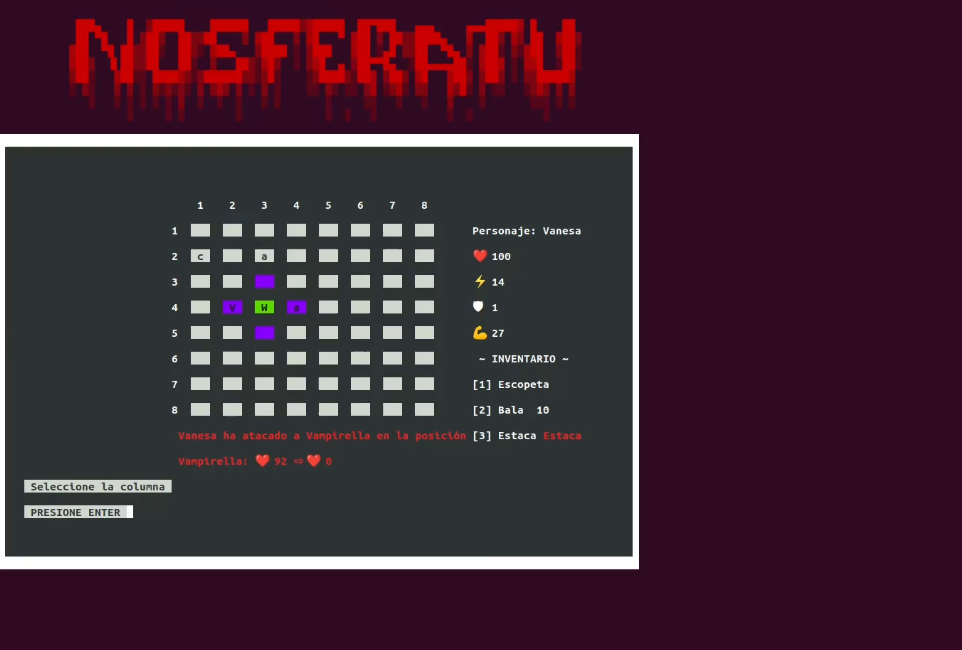 NOSFERATU
1 2 3 4 5 6 7 8
1 Personaje: Vanesa
2 c a ❤️ 100
3 ⚡ 14
4 V W a 🛡 1
5 💪 27
6 ~ INVENTARIO ~
7 [1] Escopeta
8 [2] Bala 10
Vanesa ha atacado a Vampirella en la posición [3] Estaca Estaca
Vampirella: ❤️ 92 ⇨ ❤️ 0
Seleccione la columna
PRESIONE ENTER